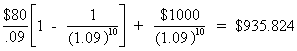 $80/.09 [1 - 1/(1.09)^10] + $1000/(1.09)^10 = $935.824